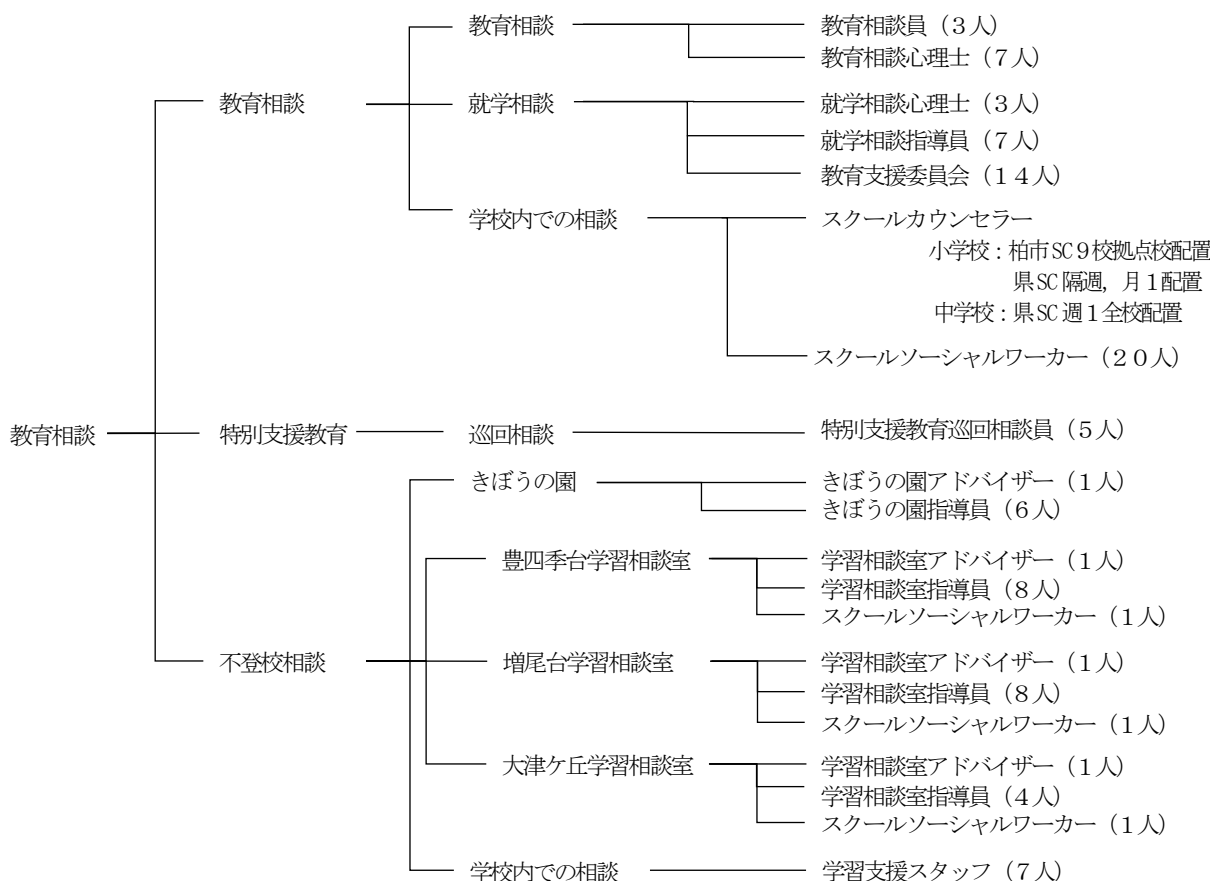 教育相談
教育相談
教育相談
教育相談員（３人）
教育相談心理士（７人）
就学相談
就学相談心理士（３人）
就学相談指導員（７人）
教育支援委員会（１４人）
学校内での相談
スクールカウンセラー
小学校：柏市SC９校拠点校配置
県SC隔週，月１配置
中学校：県SC週１全校配置
スクールソーシャルワーカー（２０人）
特別支援教育
巡回相談
特別支援教育巡回相談員（５人）
不登校相談
きぼうの園
きぼうの園アドバイザー（１人）
きぼうの園指導員（６人）
豊四季台学習相談室
学習相談室アドバイザー（１人）
学習相談室指導員（８人）
スクールソーシャルワーカー（１人）
増尾台学習相談室
学習相談室アドバイザー（１人）
学習相談室指導員（８人）
スクールソーシャルワーカー（１人）
大津ケ丘学習相談室
学習相談室アドバイザー（１人）
学習相談室指導員（４人）
スクールソーシャルワーカー（１人）
学校内での相談
学習支援スタッフ（７人）